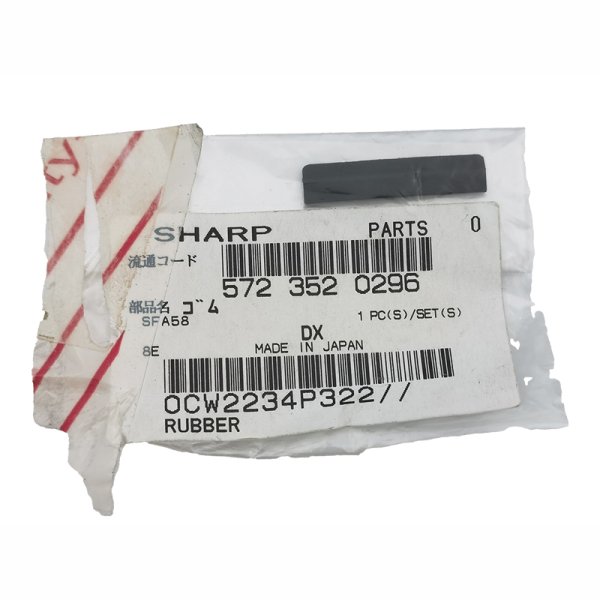 SHARP PARTS 0
流通コード
572 352 0296
部品名 ゴム
SFA58 1 PC(S)/SET(S)
DX
8E MADE IN JAPAN
0CW2234P322//
RUBBER